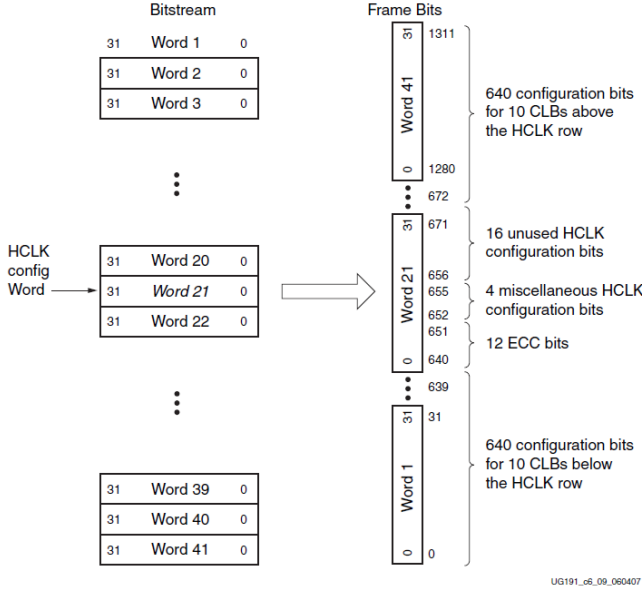 Bitstream
31 Word 1 0
31 Word 2 0
31 Word 3 0
HCLK
config
Word
31 Word 20 0
31 Word 21 0
31 Word 22 0
31 Word 39 0
31 Word 40 0
31 Word 41 0
Frame Bits
31 1311
Word 41
0 1280
672
31 671
656
655
Word 21
652
651
0 640
639
31 31
Word 1
0 0
640 configuration bits
for 10 CLBs above
the HCLK row
16 unused HCLK
configuration bits
4 miscellaneous HCLK
configuration bits
12 ECC bits
640 configuration bits
for 10 CLBs below
the HCLK row
UG191_c6_09_060407